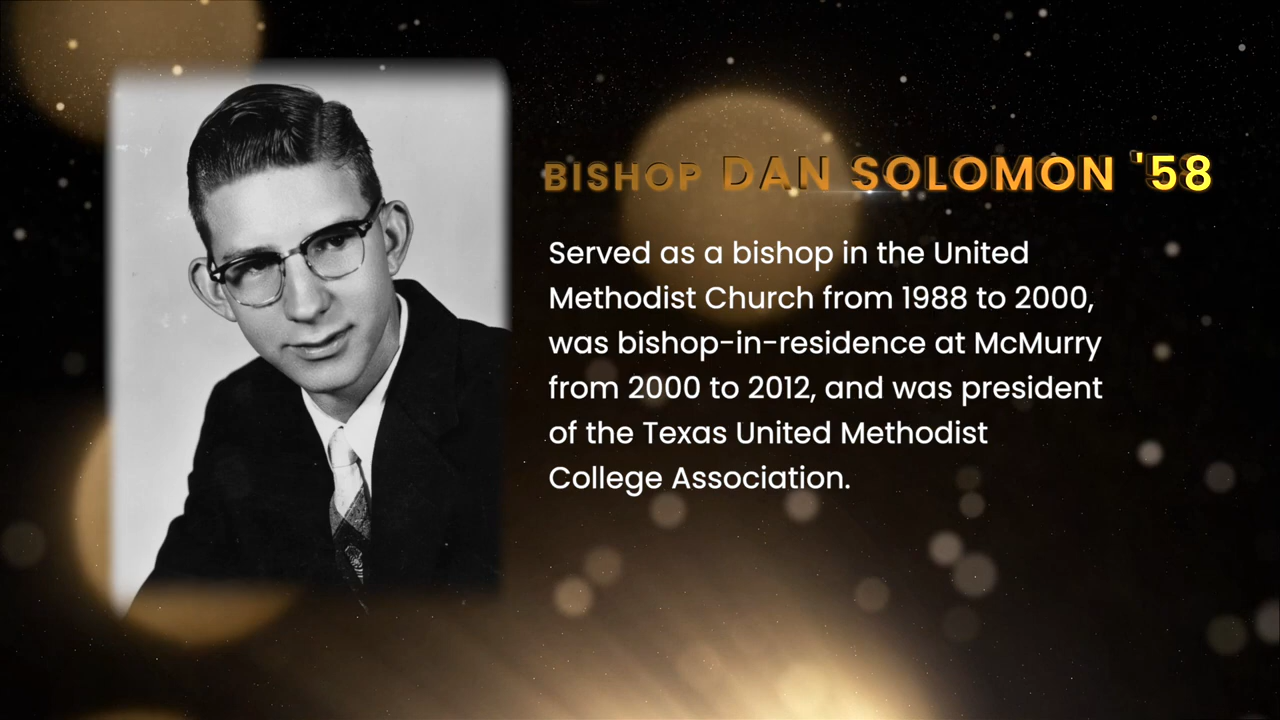 BISHOP DAN SOLOMON '58
Served as a bishop in the United
Methodist Church from 1988 to 2000,
was bishop-in-residence at McMurry
from 2000 to 2012, and was president
of the Texas United Methodist
College Association.